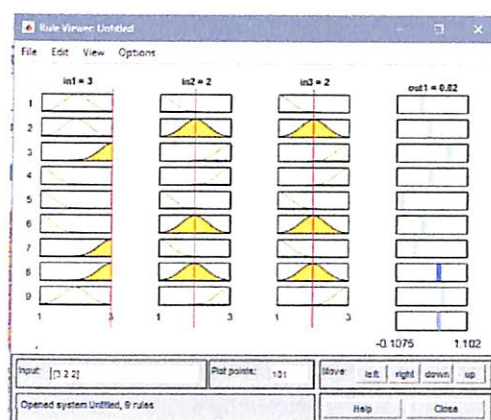 Rule Viewer: Untitled
File Edit View Options
in1 = 3 in2 = 2 in3 = 2 out1 = 0.82
1
2
3
4
5
6
7
8
9
1 3 1 3 1 3
-0.1075 1.102
Input: [3 2 2] Plot points: 101 Move: left right down up
Opened system Untitled, 9 rules Help Close